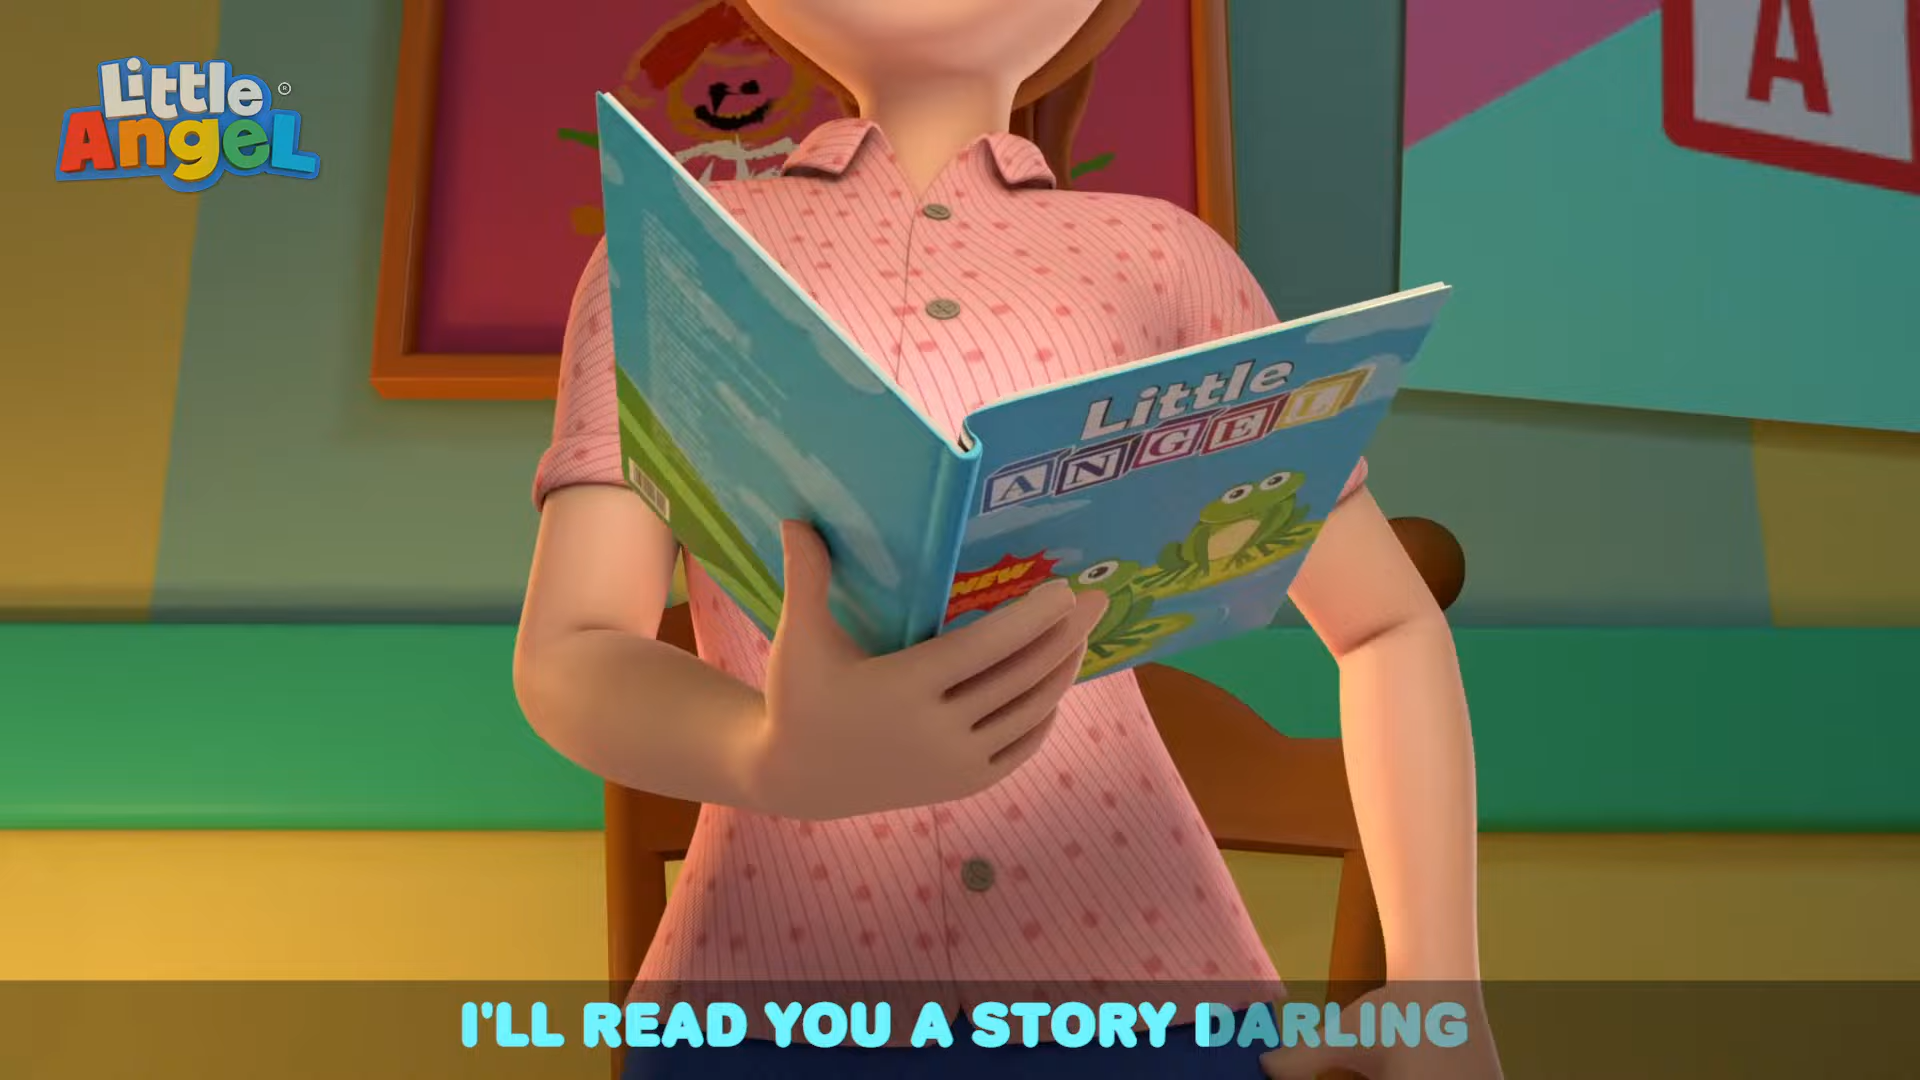 Little
Angel
®
A
Little
ANGEL
NEW
I'LL READ YOU A STORY DARLING